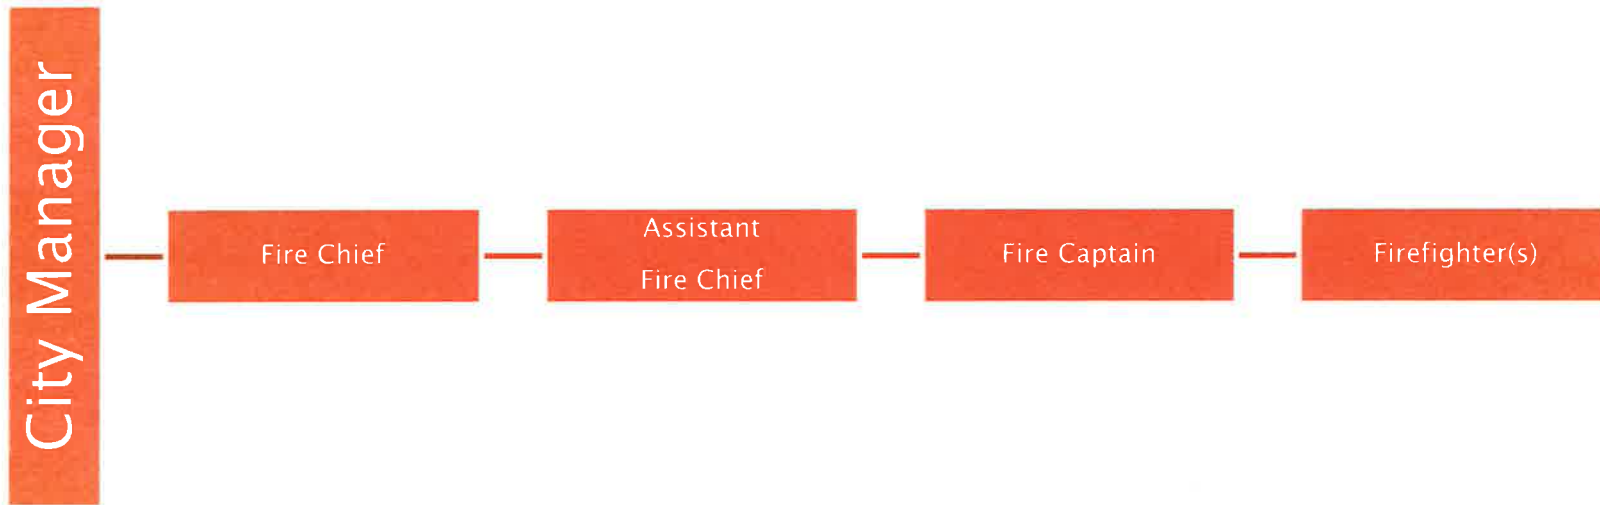 City Manager
Fire Chief
Assistant
Fire Chief
Fire Captain
Firefighter(s)